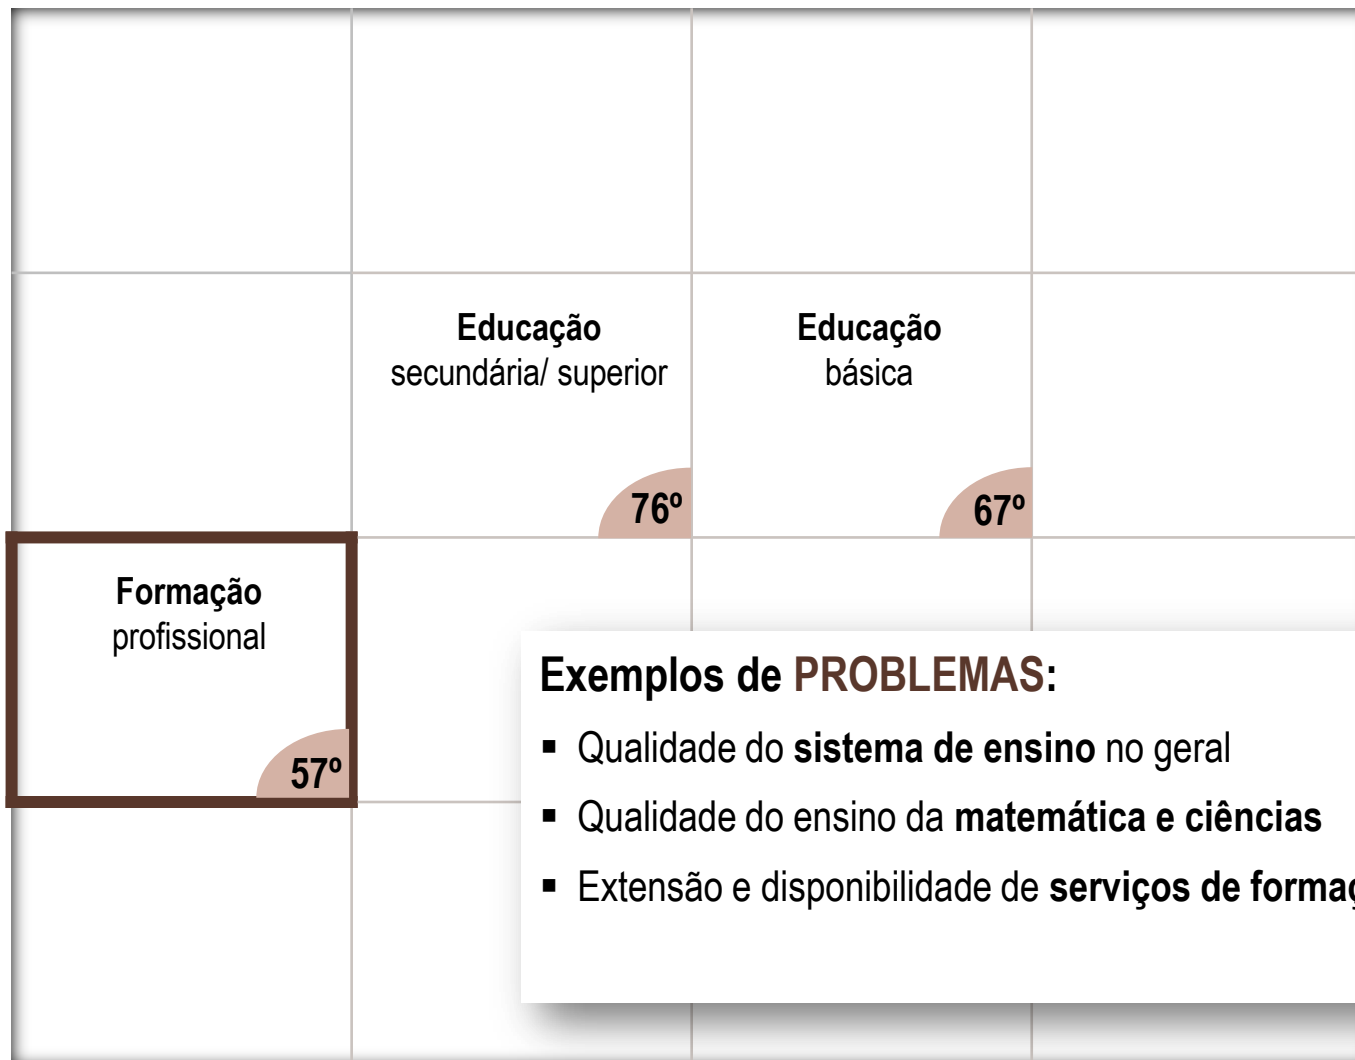 Educação
secundária/ superior
76º
Educação
básica
67º
Formação
profissional
57º
Exemplos de PROBLEMAS:
▪ Qualidade do sistema de ensino no geral
▪ Qualidade do ensino da matemática e ciências
▪ Extensão e disponibilidade de serviços de